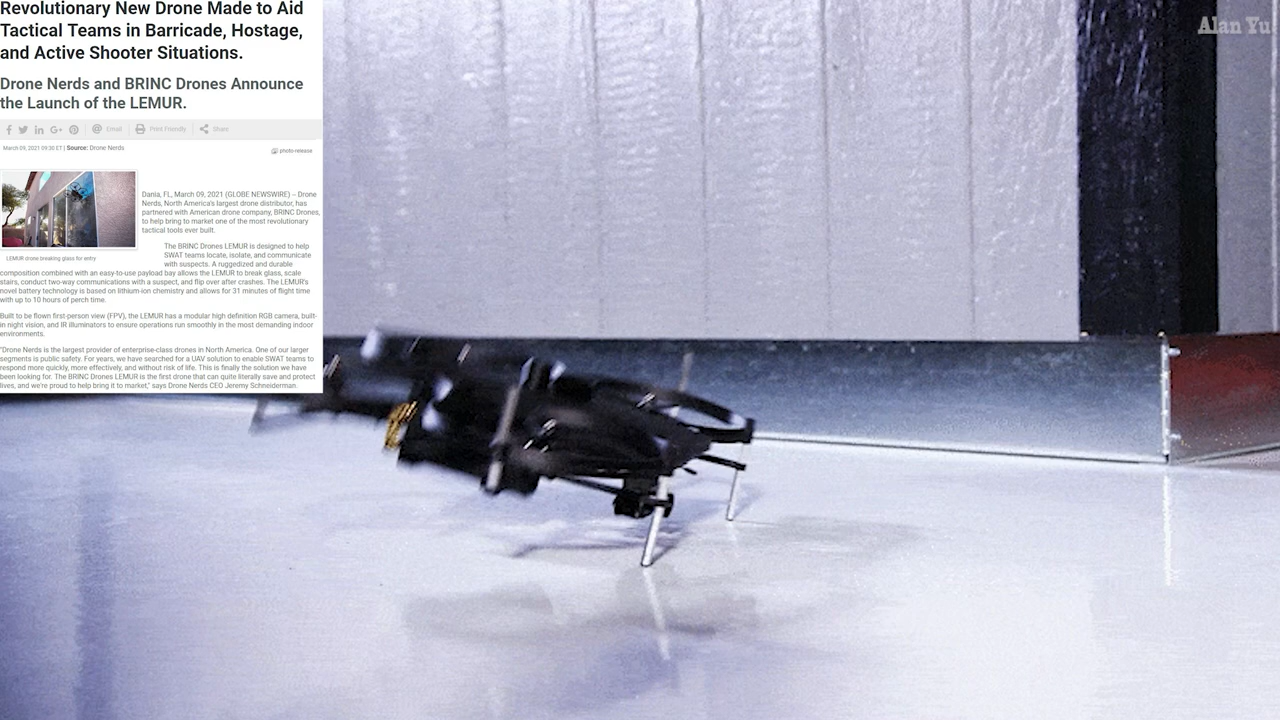 Revolutionary New Drone Made to Aid
Tactical Teams in Barricade, Hostage,
and Active Shooter Situations.
Drone Nerds and BRINC Drones Announce
the Launch of the LEMUR.
Email
Print Friendly
Share
March 09, 2021 09:30 ET | Source: Drone Nerds
photo-release
Dania, FL, March 09, 2021 (GLOBE NEWSWIRE) -- Drone
Nerds, North America's largest drone distributor, has
partnered with American drone company, BRINC Drones,
to help bring to market one of the most revolutionary
tactical tools ever built.
LEMUR drone breaking glass for entry
The BRINC Drones LEMUR is designed to help
SWAT teams locate, isolate, and communicate
with suspects. A ruggedized and durable
composition combined with an easy-to-use payload bay allows the LEMUR to break glass, scale
stairs, conduct two-way communications with a suspect, and flip over after crashes. The LEMUR's
novel battery technology is based on lithium-ion chemistry and allows for 31 minutes of flight time
with up to 10 hours of perch time.
Built to be flown first-person view (FPV), the LEMUR has a modular high definition RGB camera, built-
in night vision, and IR illuminators to ensure operations run smoothly in the most demanding indoor
environments.
"Drone Nerds is the largest provider of enterprise-class drones in North America. One of our larger
segments is public safety. For years, we have searched for a UAV solution to enable SWAT teams to
respond more quickly, more effectively, and without risk of life. This is finally the solution we have
been looking for. The BRINC Drones LEMUR is the first drone that can quite literally save and protect
lives, and we're proud to help bring it to market," says Drone Nerds CEO Jeremy Schneiderman.
Alan Yu